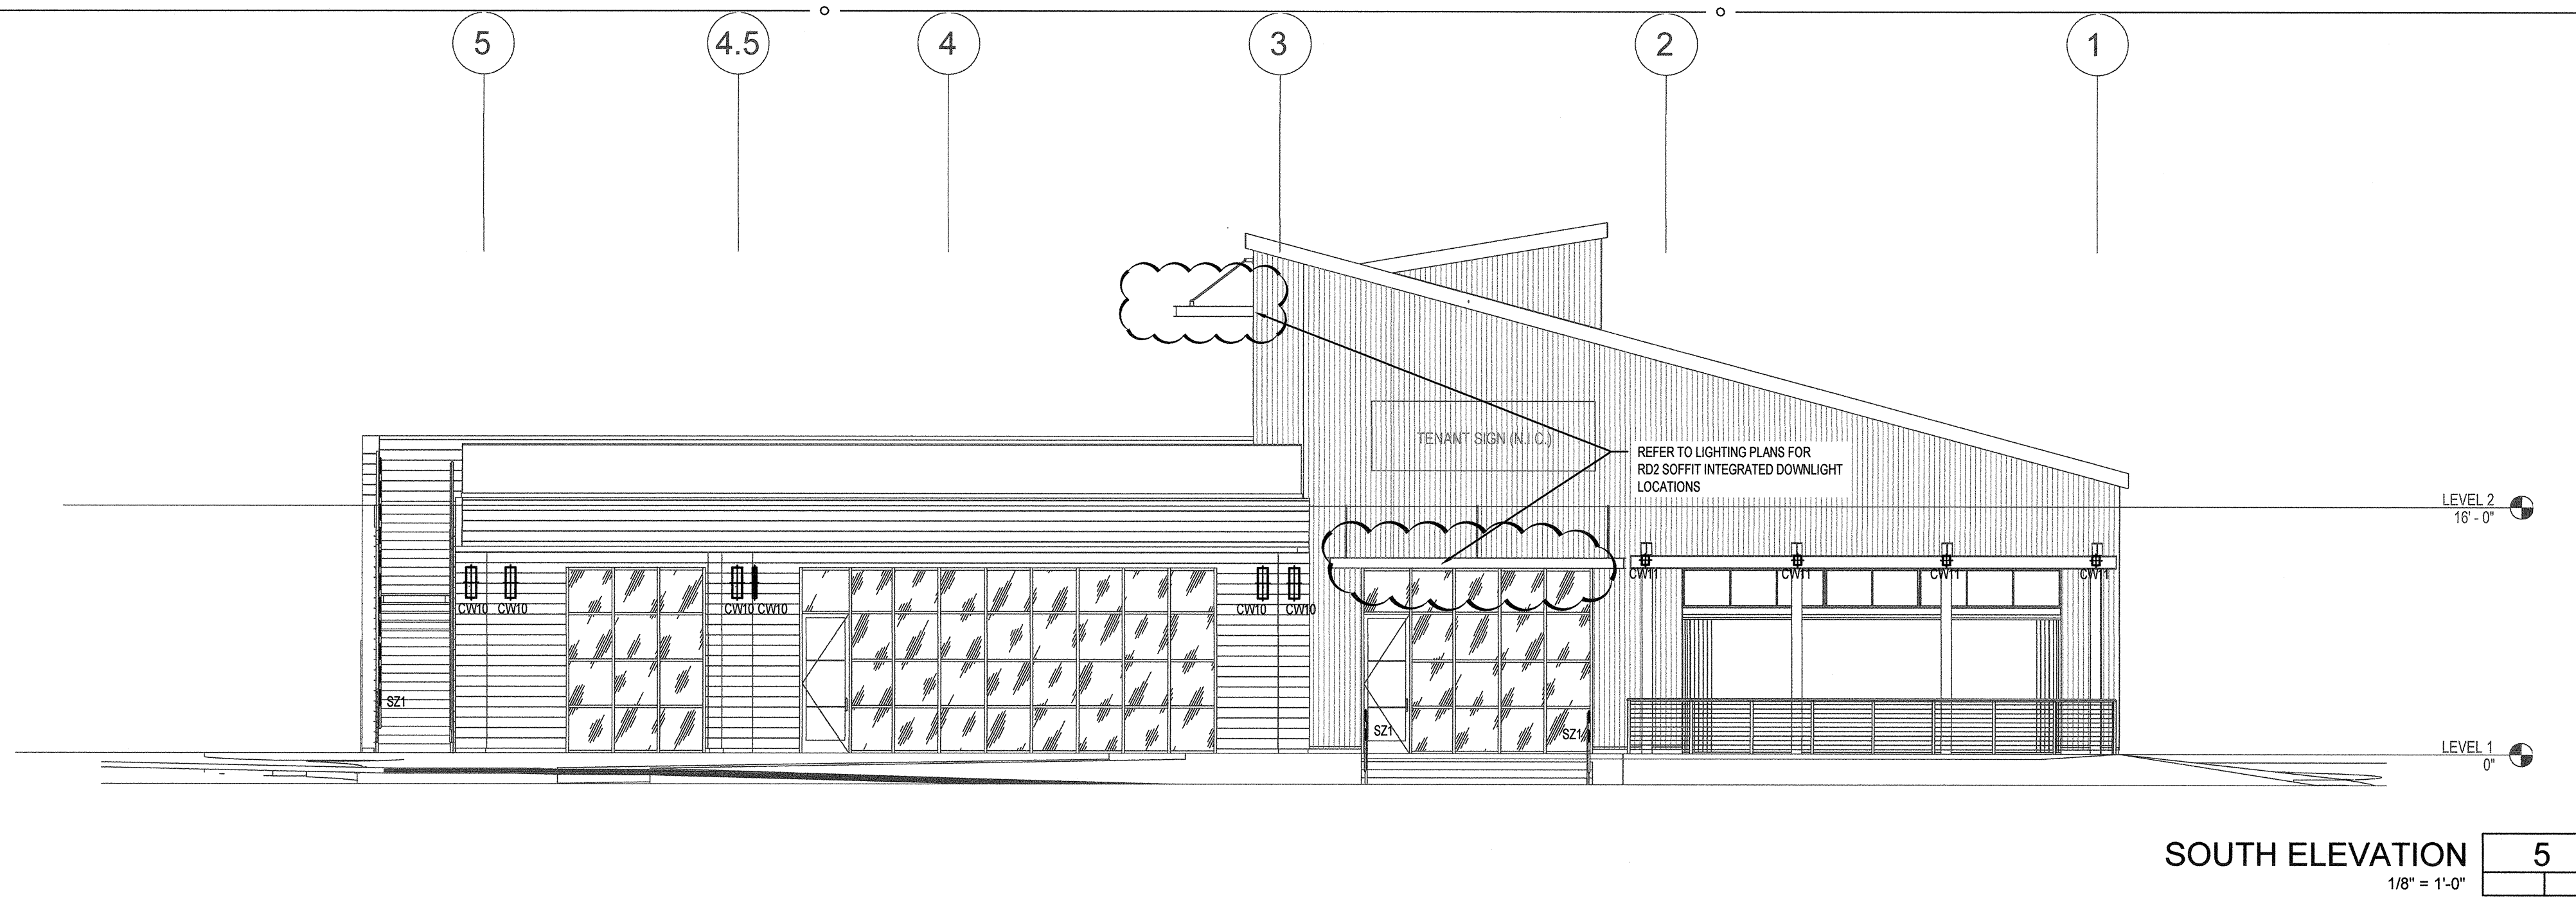 5
4.5
4
3
2
1
TENANT SIGN (N.I.C.)
REFER TO LIGHTING PLANS FOR
RD2 SOFFIT INTEGRATED DOWNLIGHT
LOCATIONS
LEVEL 2
16' - 0"
CW11
CW11
CW11
CW11
CW10
CW10
CW10
CW10
CW10
CW10
SZ1
SZ1
SZ1
LEVEL 1
0"
SOUTH ELEVATION
5
1/8" = 1'-0"